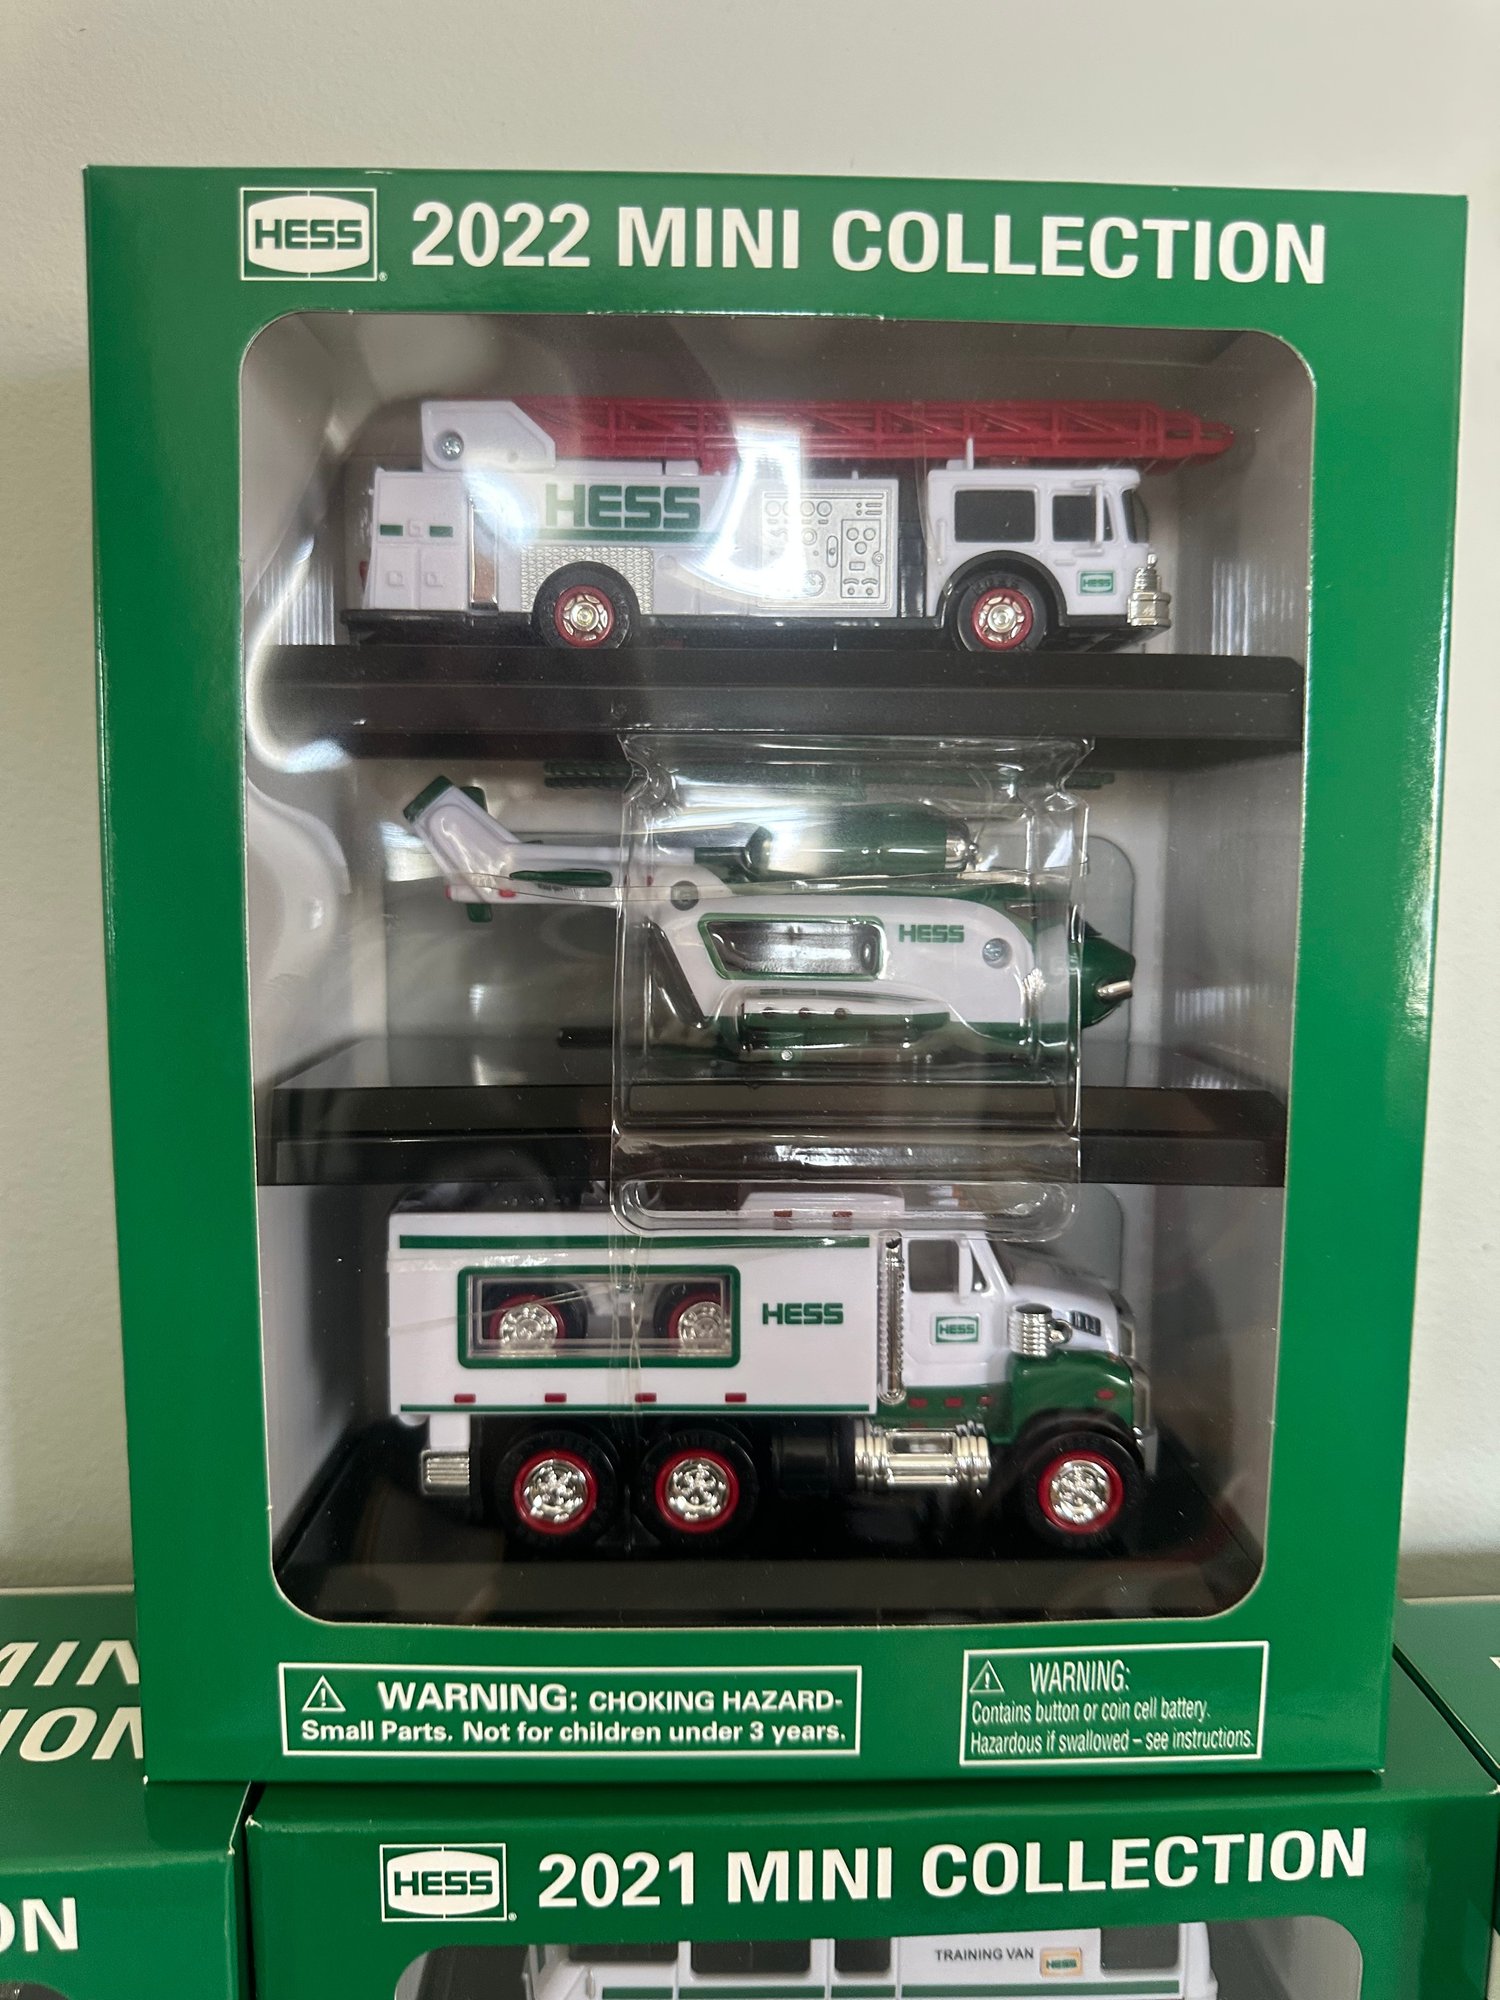 HESS® 2022 MINI COLLECTION
HESS
HESS
HESS
HESS
HESS
⚠ WARNING: CHOKING HAZARD-
Small Parts. Not for children under 3 years.
⚠ WARNING:
Contains button or coin cell battery.
Hazardous if swallowed – see instructions.
HESS® 2021 MINI COLLECTION
TRAINING VAN HESS